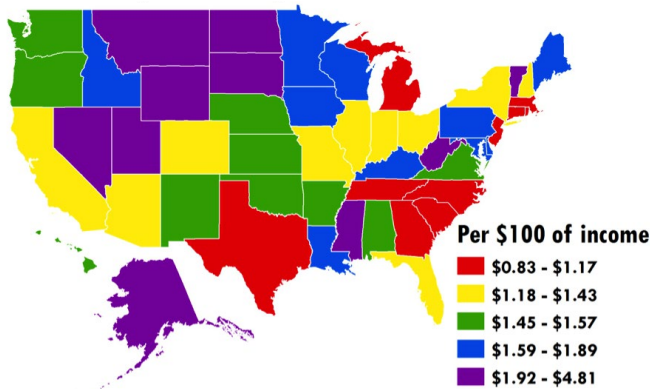 Per $100 of income
$0.83 - $1.17
$1.18 - $1.43
$1.45 - $1.57
$1.59 - $1.89
$1.92 - $4.81